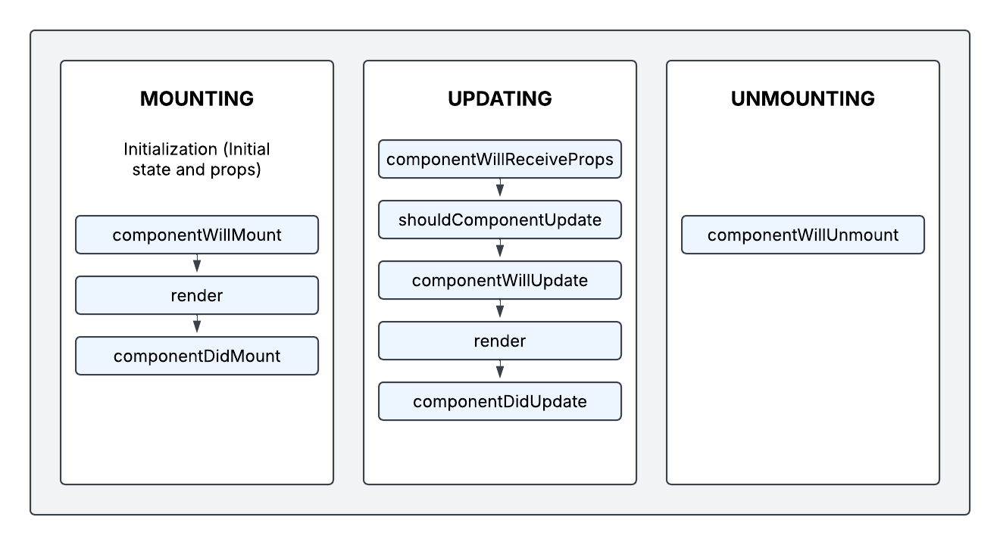 MOUNTING
Initialization (Initial
state and props)
componentWillMount
render
componentDidMount
UPDATING
componentWillReceiveProps
shouldComponentUpdate
componentWillUpdate
render
componentDidUpdate
UNMOUNTING
componentWillUnmount